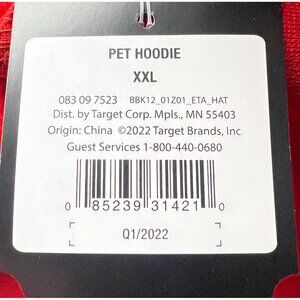 PET HOODIE
XXL
083 09 7523 BBK12_01Z01_ETA_HAT
Dist. by Target Corp. Mpls., MN 55403
Origin: China ©2022 Target Brands, Inc
Guest Services 1-800-440-0680
0 85239 31421 0
Q1/2022